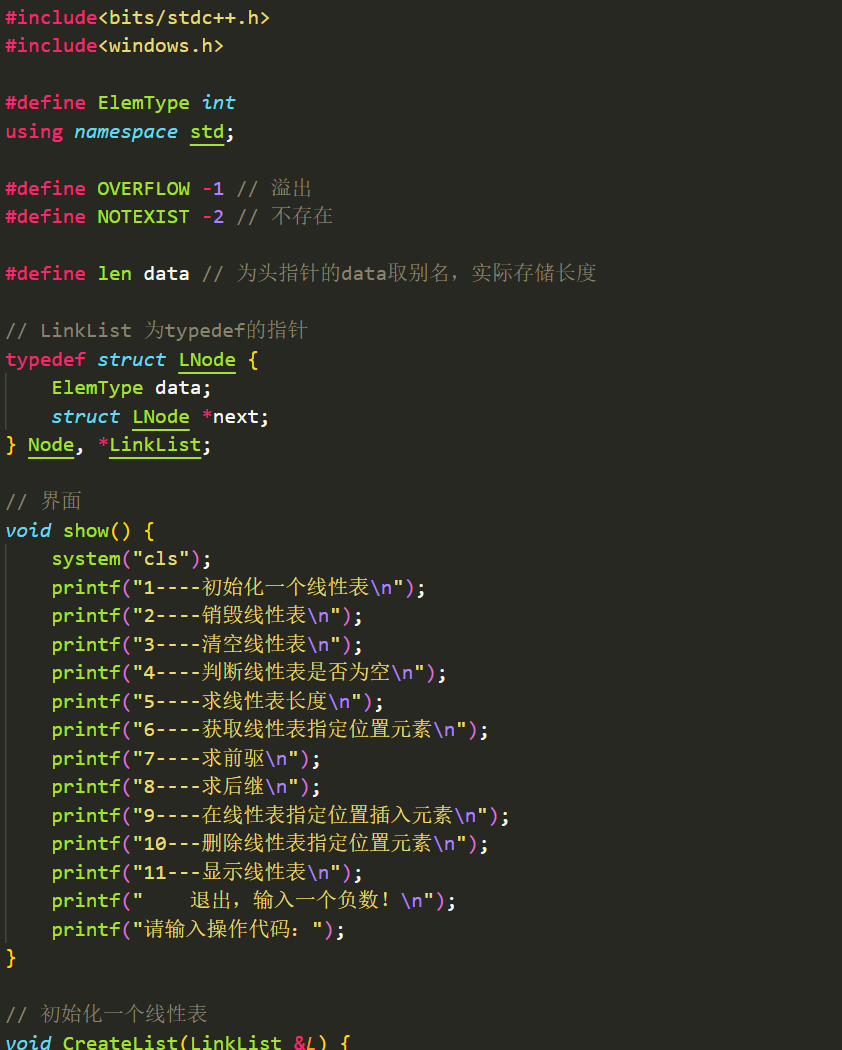 #include<bits/stdc++.h>
#include<windows.h>
#define ElemType int
using namespace std;
#define OVERFLOW -1 // 溢出
#define NOTEXIST -2 // 不存在
#define len data // 为头指针的data取别名，实际存储长度
// LinkList 为typedef的指针
typedef struct LNode {
    ElemType data;
    struct LNode *next;
} Node, *LinkList;
// 界面
void show() {
    system("cls");
    printf("1----初始化一个线性表\n");
    printf("2----销毁线性表\n");
    printf("3----清空线性表\n");
    printf("4----判断线性表是否为空\n");
    printf("5----求线性表长度\n");
    printf("6----获取线性表指定位置元素\n");
    printf("7----求前驱\n");
    printf("8----求后继\n");
    printf("9----在线性表指定位置插入元素\n");
    printf("10---删除线性表指定位置元素\n");
    printf("11---显示线性表\n");
    printf("    退出，输入一个负数！\n");
    printf("请输入操作代码：");
}
// 初始化一个线性表
void CreateList(LinkList &L) {